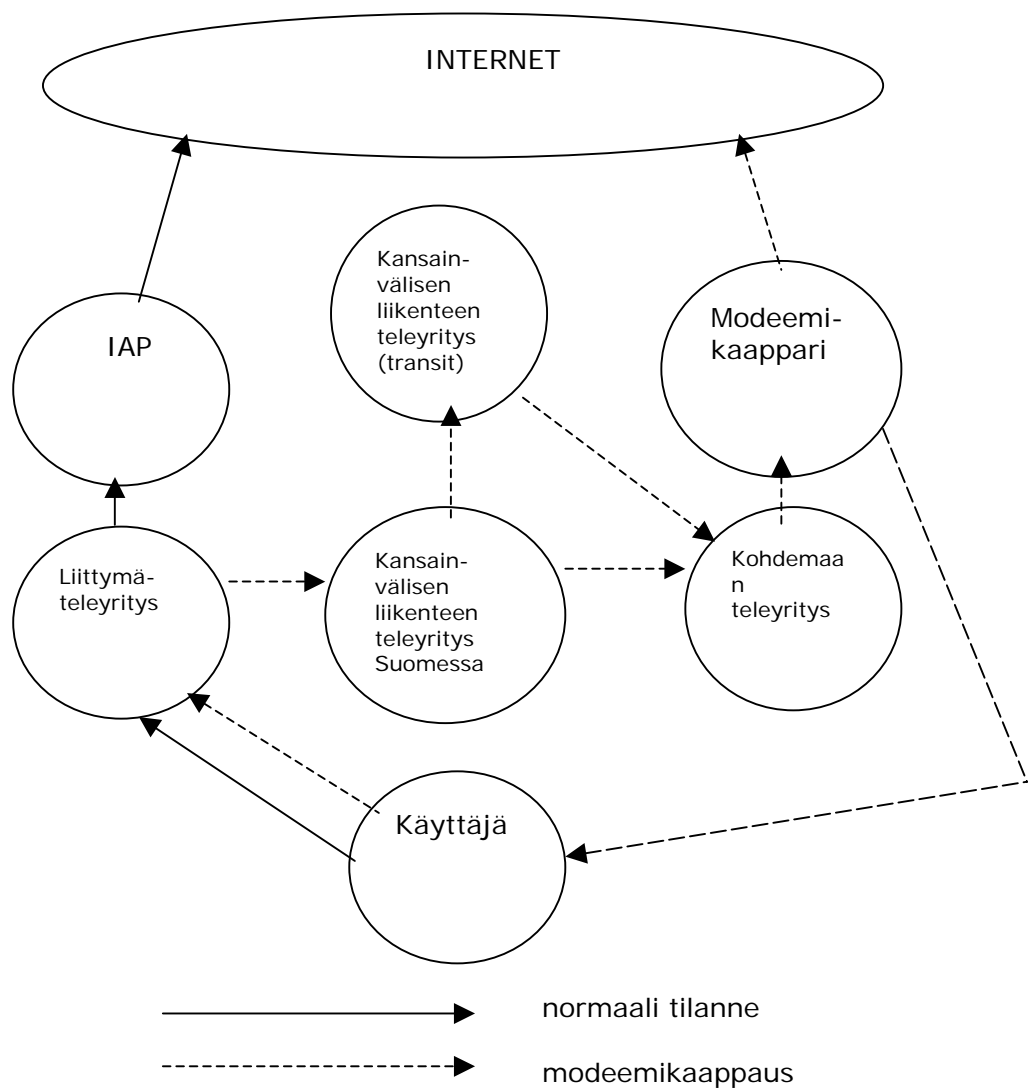 INTERNET
Kansain-
välisen
liikenteen
teleyritys
(transit)
IAP
Modeemi-
kaappari
Liittymä-
teleyritys
Kansain-
välisen
liikenteen
teleyritys
Suomessa
Kohdemaa
n
teleyritys
Käyttäjä
normaali tilanne
modeemikaappaus